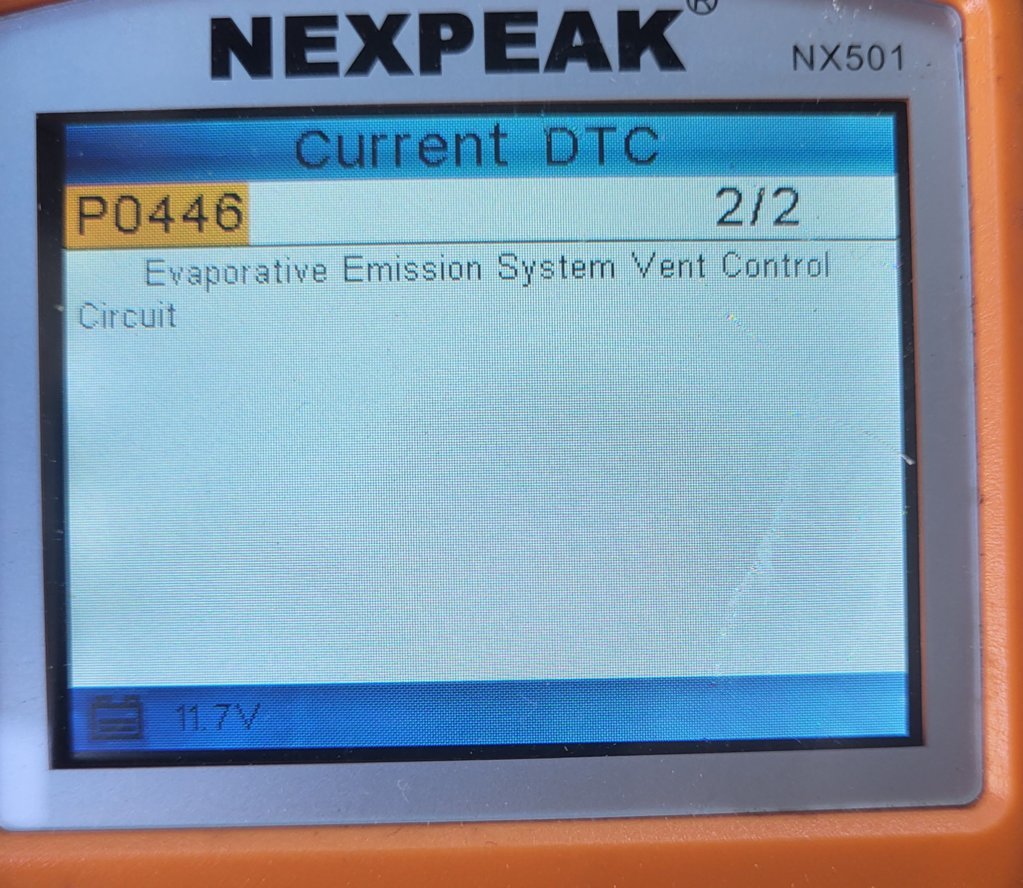 NEXPEAK®
NX501
Current DTC
P0446 2/2
Evaporative Emission System Vent Control
Circuit
11.7V